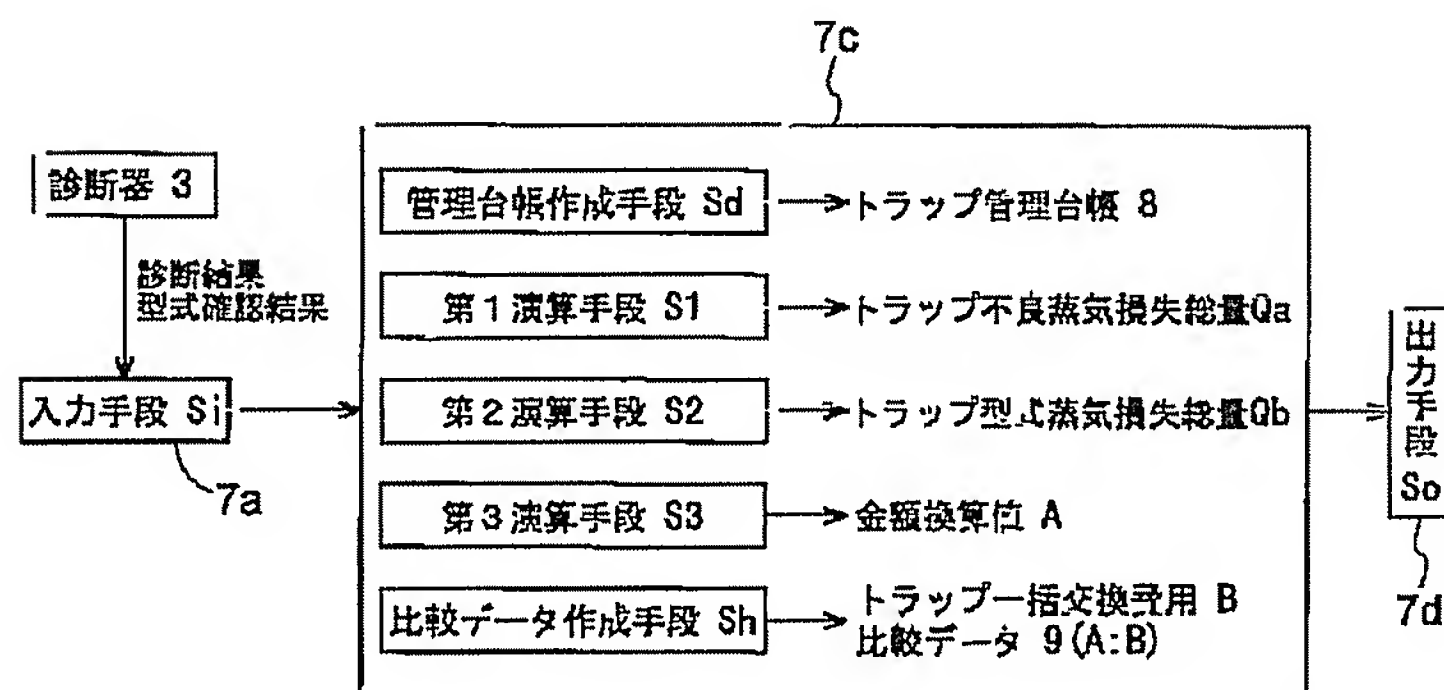 7c
診断器 3
診断結果
型式確認結果
入力手段 Si
7a
管理台帳作成手段 Sd
トラップ管理台帳 8
第1演算手段 S1
トラップ不良蒸気損失総量Qa
第2演算手段 S2
トラップ型式蒸気損失総量Qb
第3演算手段 S3
金額換算値 A
比較データ作成手段 Sh
トラップ一括交換費用 B
比較データ 9(A:B)
出力手段 So
7d